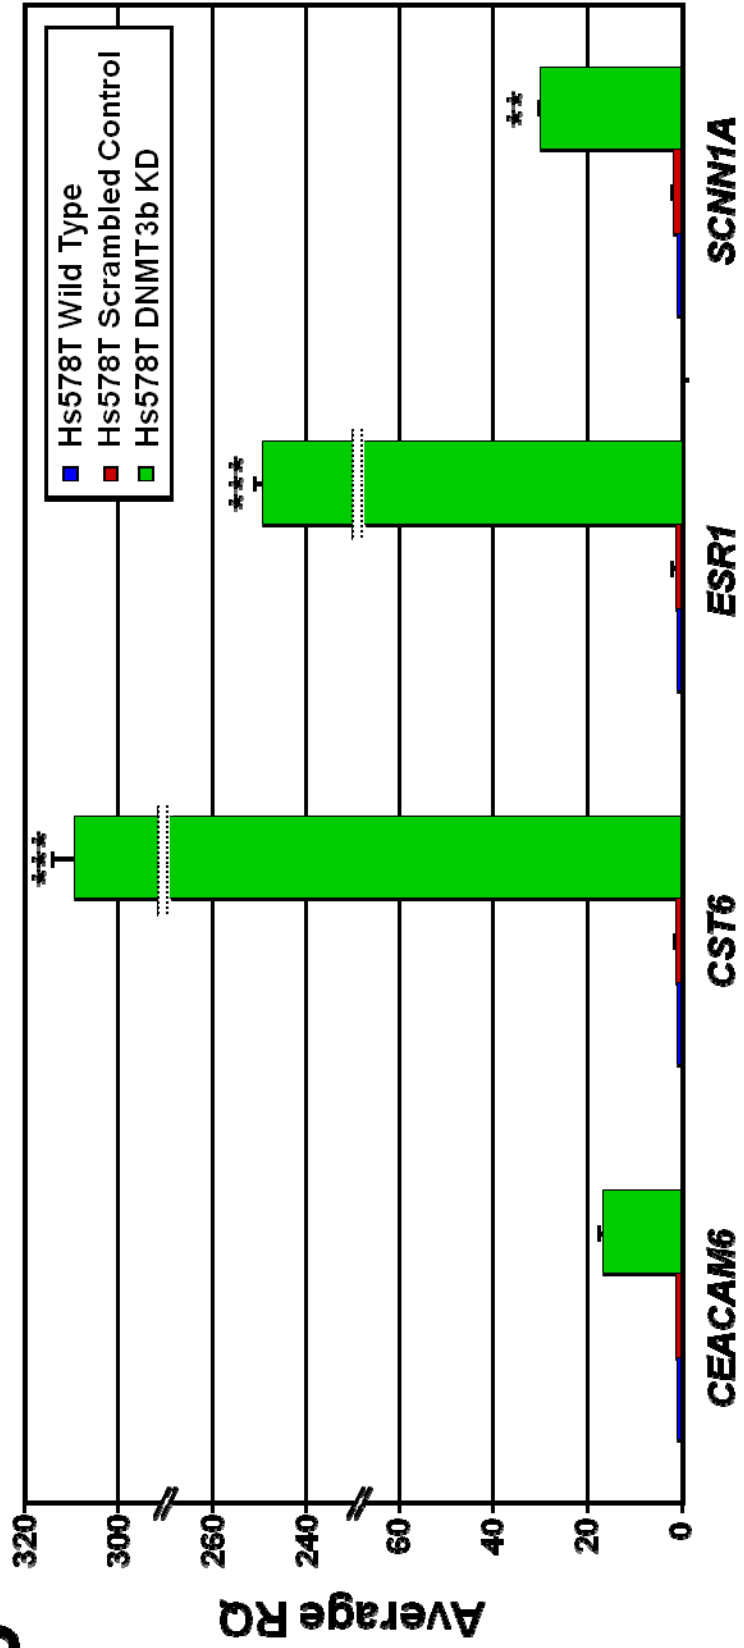 Average RQ
320
300
260
240
60
40
20
0
Hs578T Wild Type
Hs578T Scrambled Control
Hs578T DNMT3b KD
***
***
**
CEACAM6
CST6
ESR1
SCNN1A